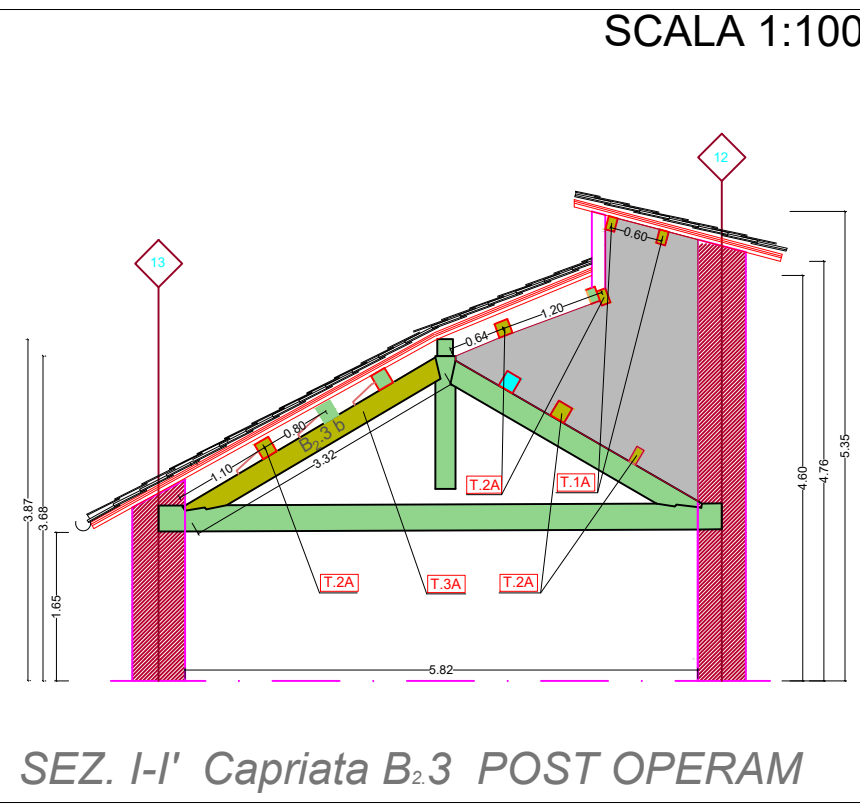 SCALA 1:100
12
13
0.60
1.20
0.64
0.80
B2.3 b
3.32
1.10
T.2A
T.1A
T.2A
T.3A
T.2A
3.87
3.68
1.65
4.60
4.76
5.35
5.82
SEZ. I-I' Capriata B2.3 POST OPERAM